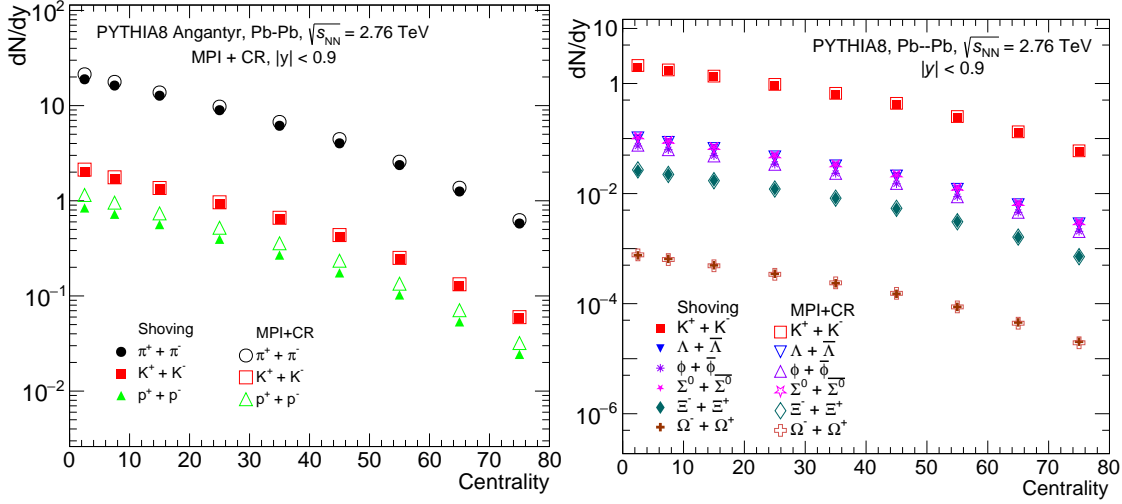 dN/dy
PYTHIA8 Angantyr, Pb-Pb, √s_NN = 2.76 TeV
MPI + CR, |y| < 0.9
10³
10²
10
1
10⁻¹
10⁻²
Shoving MPI+CR
π⁺ + π⁻ π⁺ + π⁻
K⁺ + K⁻ K⁺ + K⁻
p⁺ + p⁻ p⁺ + p⁻
0 10 20 30 40 50 60 70 80
Centrality
dN/dy
PYTHIA8, Pb--Pb, √s_NN = 2.76 TeV
|y| < 0.9
10
1
10⁻²
10⁻⁴
10⁻⁶
Shoving MPI+CR
K⁺ + K⁻ K⁺ + K⁻
Λ + Λ̅ Λ + Λ̅
ϕ + ϕ̅ ϕ + ϕ̅
Σ⁰ + Σ̅⁰ Σ⁰ + Σ̅⁰
Ξ⁻ + Ξ⁺ Ξ⁻ + Ξ⁺
Ω⁻ + Ω⁺ Ω⁻ + Ω⁺
0 10 20 30 40 50 60 70 80
Centrality